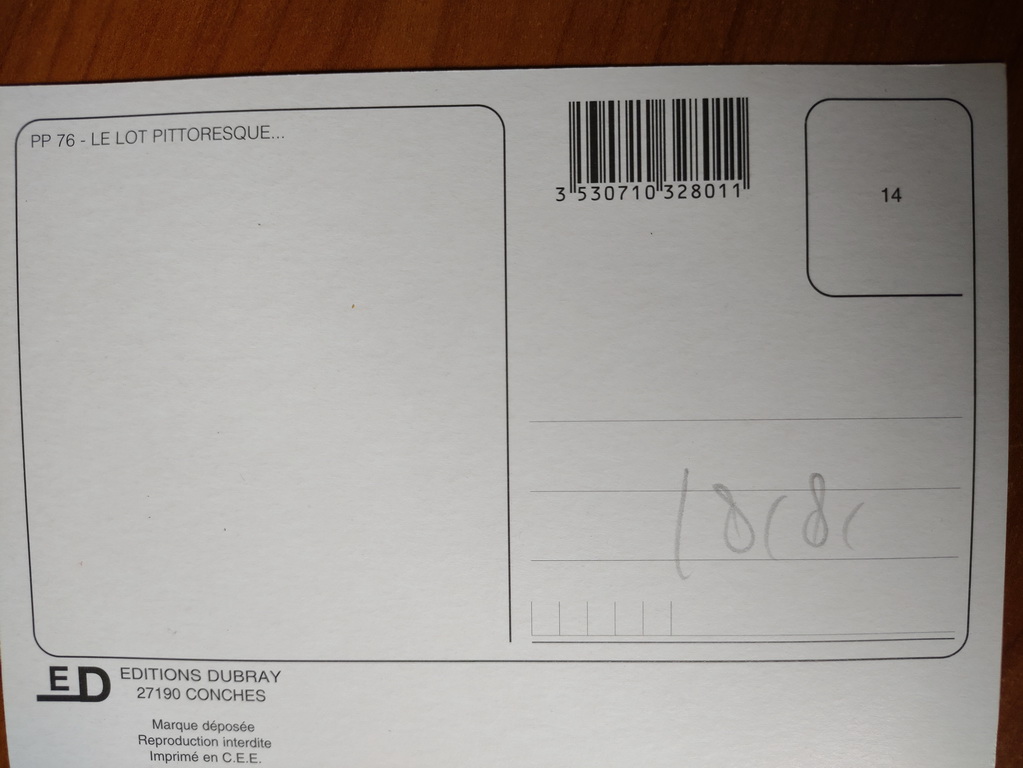 PP 76 - LE LOT PITTORESQUE...
3 530710 328011
14
ED
EDITIONS DUBRAY
27190 CONCHES
Marque déposée
Reproduction interdite
Imprimé en C.E.E.